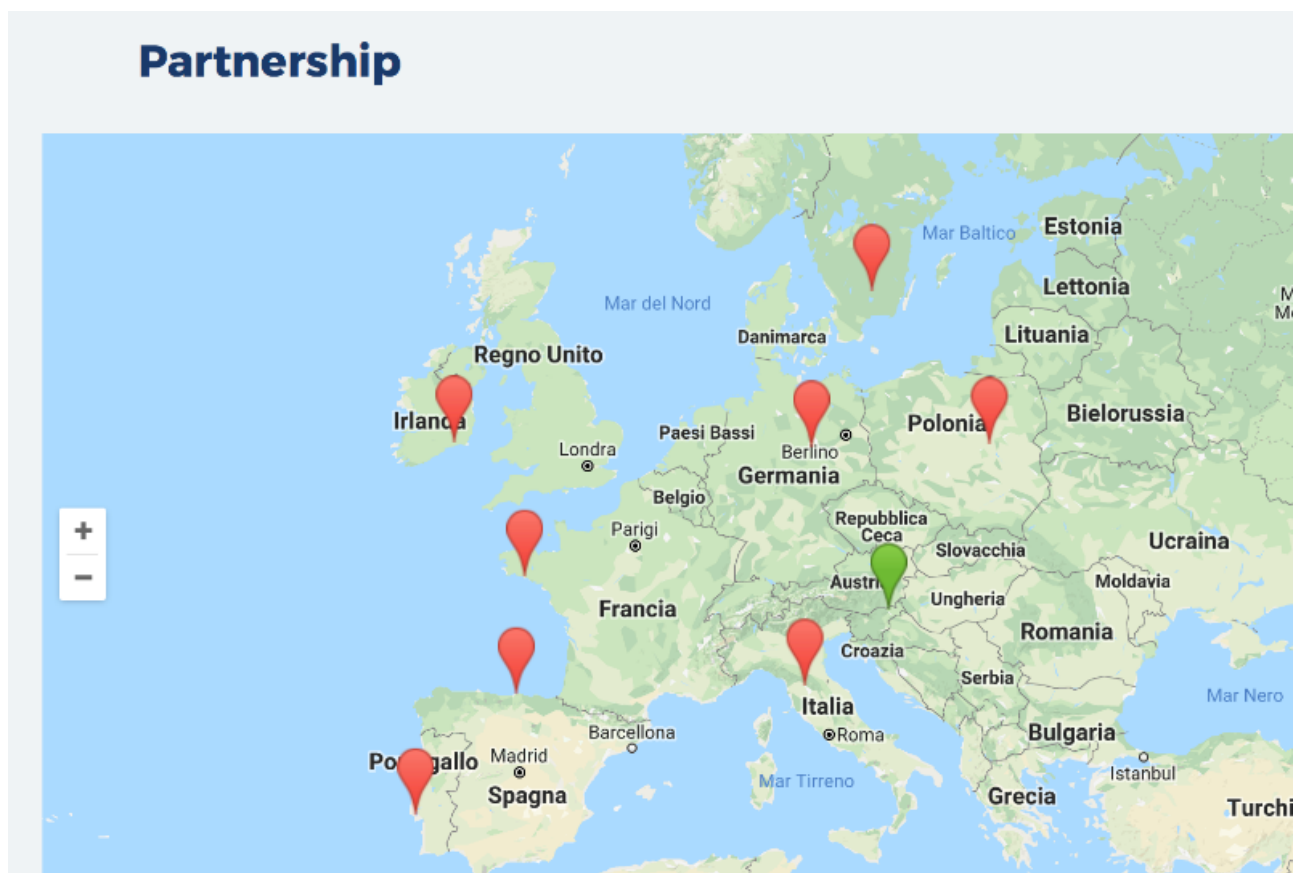 Partnership
Mar Baltico
Estonia
Lettonia
Mar del Nord
Lituania
Danimarca
Regno Unito
Bielorussia
Irlanda
Polonia
Paesi Bassi
Londra
Berlino
Germania
Belgio
Repubblica
Ceca
Parigi
+
Ucraina
Slovacchia
−
Austri
Moldavia
Ungheria
Francia
Romania
Croazia
Serbia
Mar Nero
Italia
Barcellona
Roma
Bulgaria
Madrid
Istanbul
Mar Tirreno
Spagna
Grecia
Turchi